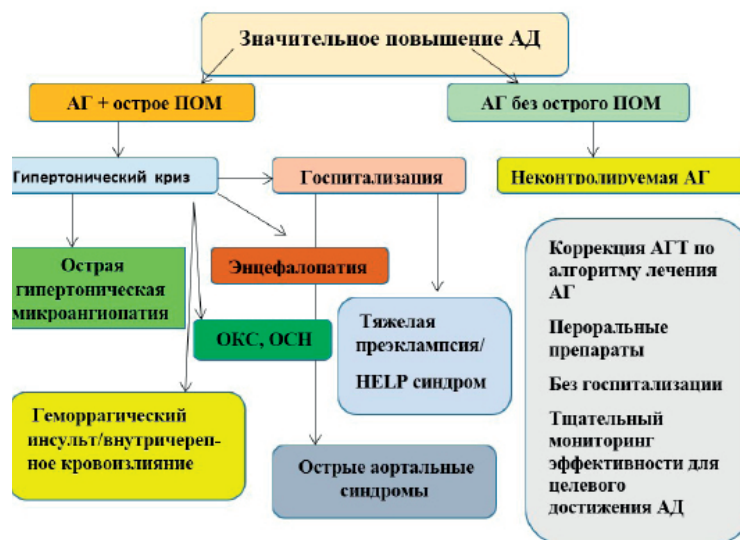 Значительное повышение АД
АГ + острое ПОМ
АГ без острого ПОМ
Гипертонический криз
Госпитализация
Неконтролируемая АГ
Острая
гипертоническая
микроангиопатия
Энцефалопатия
ОКС, ОСН
Тяжелая
преэклампсия/
HELP синдром
Геморрагический
инсульт/внутричереп-
ное кровоизлияние
Острые аортальные
синдромы
Коррекция АГТ по
алгоритму лечения
АГ
Пероральные
препараты
Без госпитализации
Тщательный
мониторинг
эффективности для
целевого
достижения АД